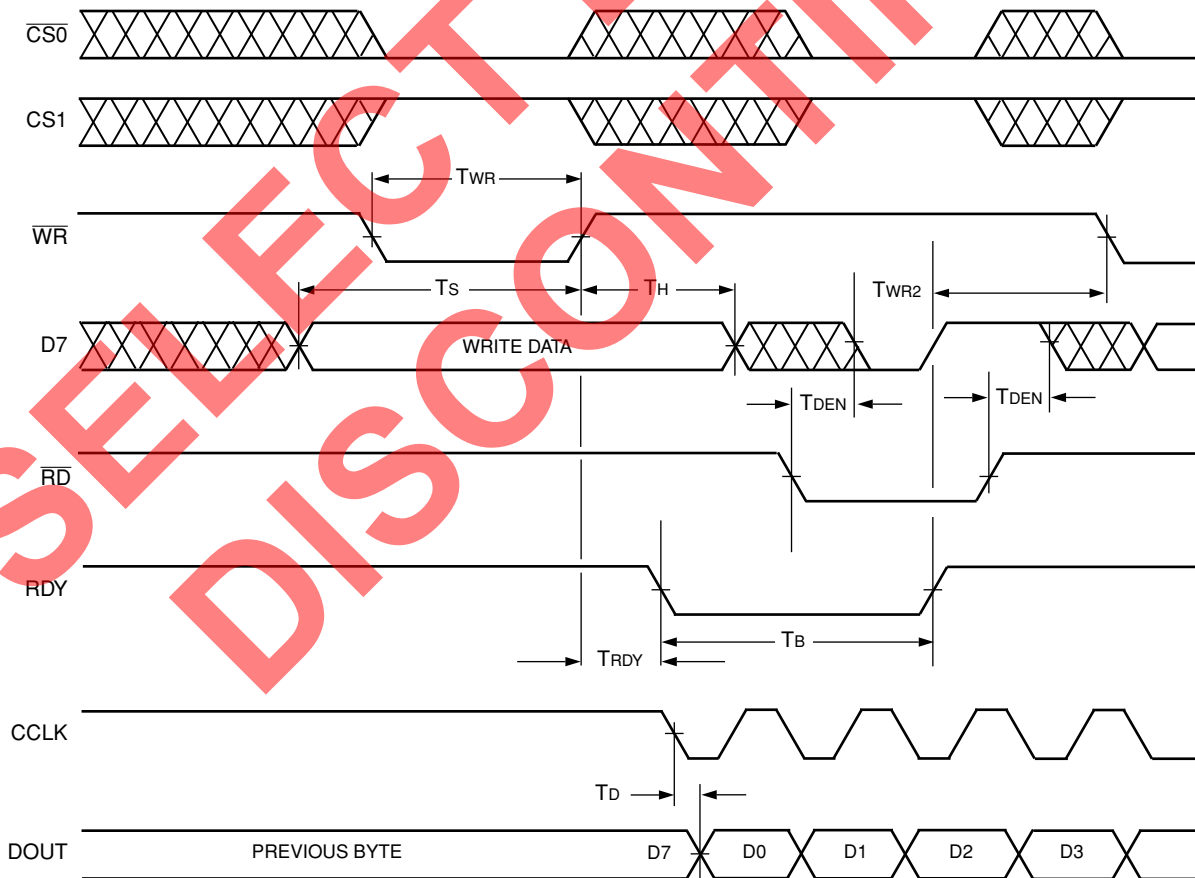 CS0
CS1
TWR
WR
TS
TH
TWR2
D7
WRITE DATA
TDEN
TDEN
RD
RDY
TB
TRDY
CCLK
TD
DOUT
PREVIOUS BYTE
D7
D0
D1
D2
D3
SELECT
DISCONTIN